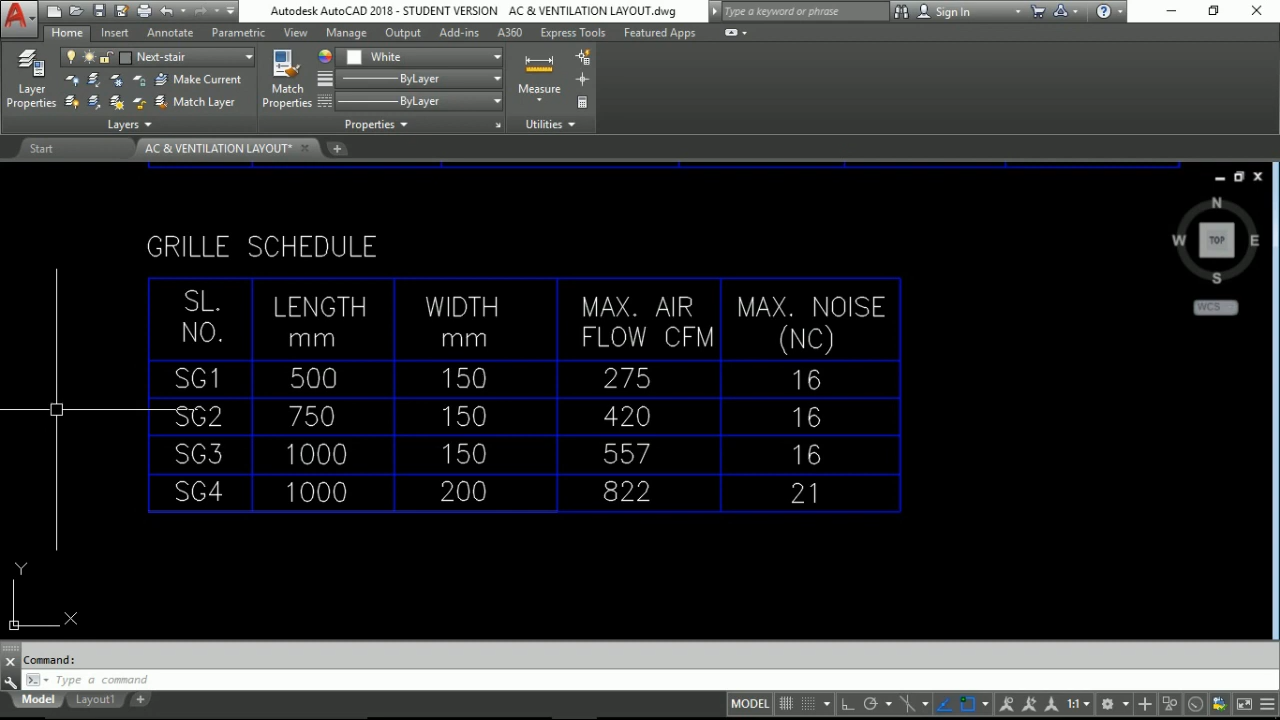 Autodesk AutoCAD 2018 - STUDENT VERSION AC & VENTILATION LAYOUT.dwg
Type a keyword or phrase
Sign In
Home Insert Annotate Parametric View Manage Output Add-ins A360 Express Tools Featured Apps
Next-stair
White
Make Current
ByLayer
Layer Properties
Match Properties
Measure
Match Layer
ByLayer
Layers
Properties
Utilities
Start
AC & VENTILATION LAYOUT*
N
W TOP E
S
WCS
GRILLE SCHEDULE
SL. NO. LENGTH mm WIDTH mm MAX. AIR FLOW CFM MAX. NOISE (NC)
SG1 500 150 275 16
SG2 750 150 420 16
SG3 1000 150 557 16
SG4 1000 200 822 21
Y
X
Command:
Type a command
Model Layout1
MODEL
1:1